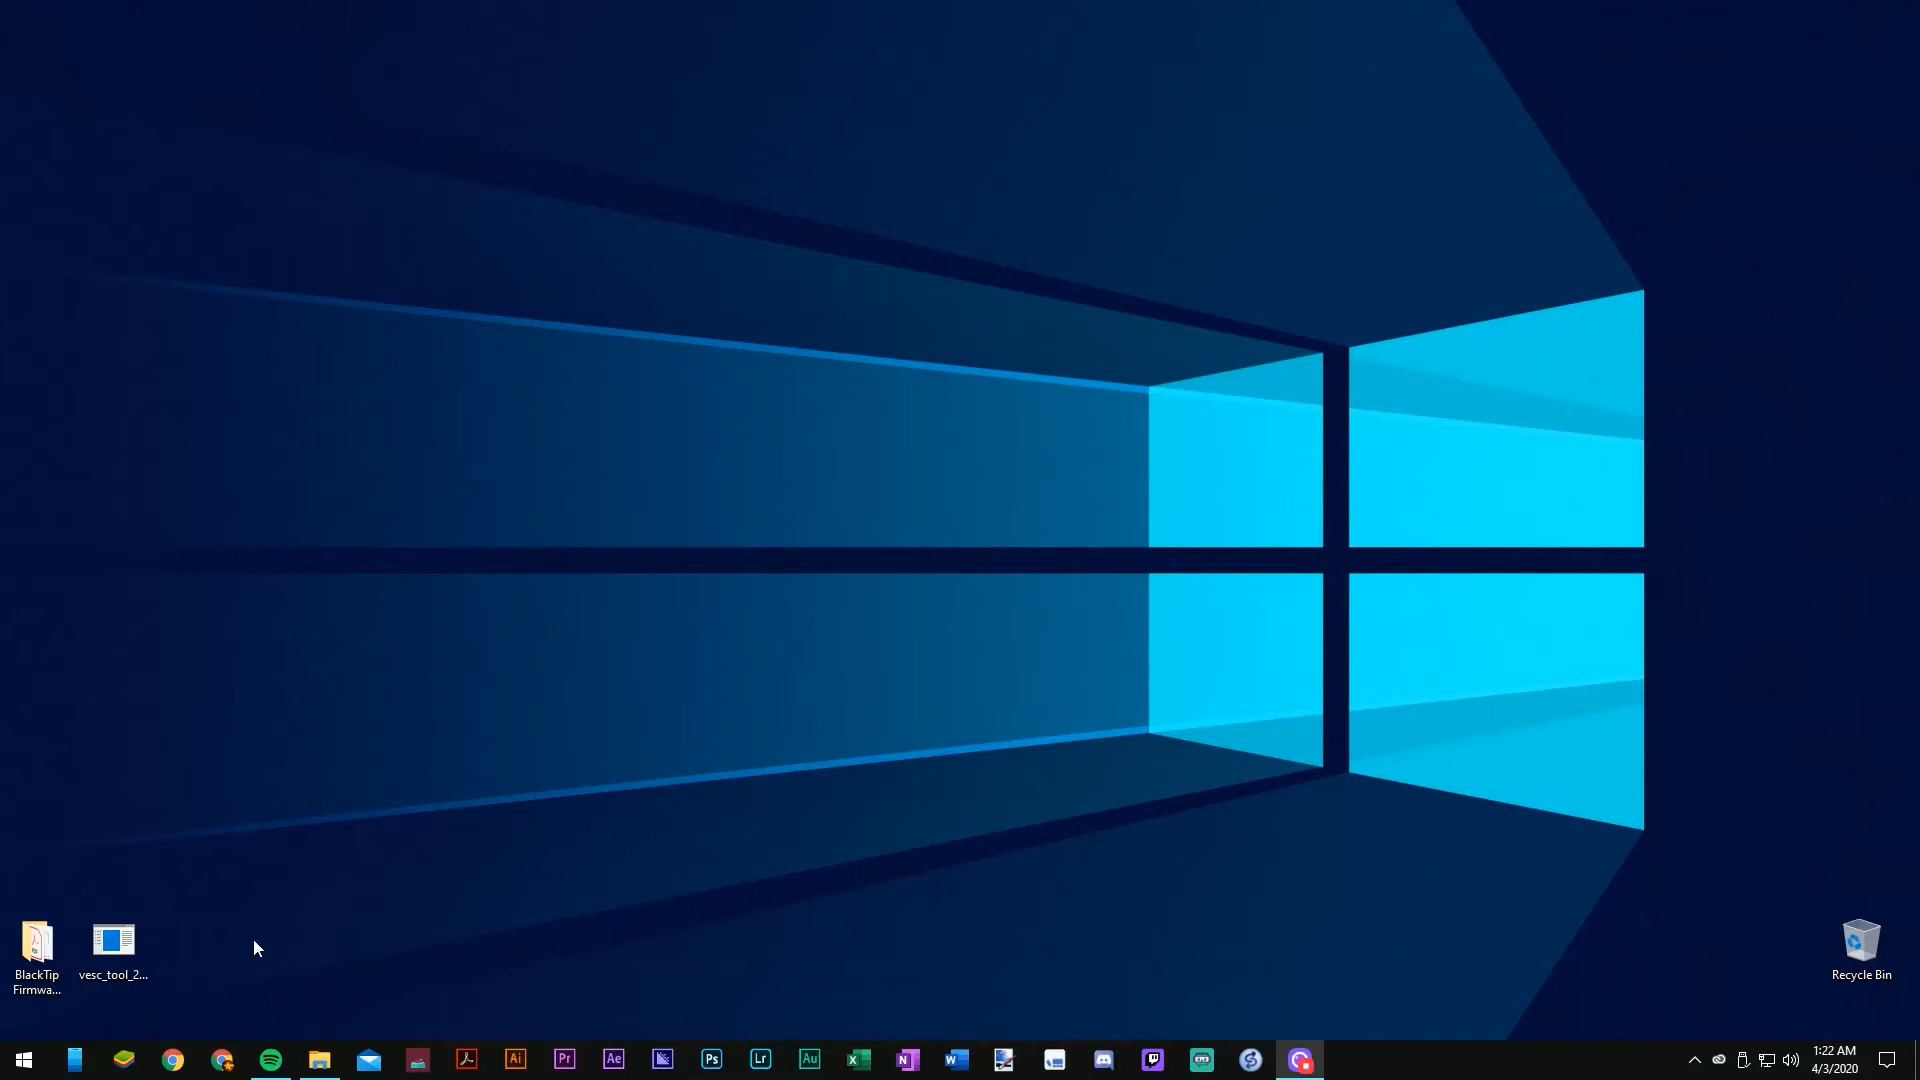 BlackTip
Firmwa...
vesc_tool_2...
Recycle Bin
Ai
Pr
Ae
Ps
Lr
Au
1:22 AM
4/3/2020